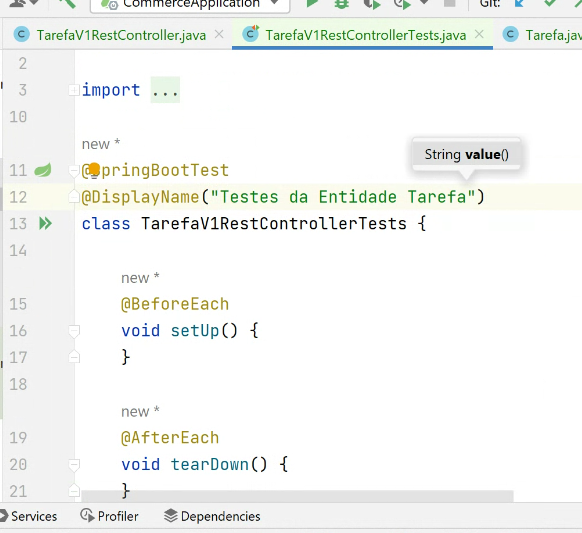 CommerceApplication
Git:
TarefaV1RestController.java
TarefaV1RestControllerTests.java
Tarefa.jav
2
3 import ...
10
new *
String value()
11 @SpringBootTest
12 @DisplayName("Testes da Entidade Tarefa")
13 class TarefaV1RestControllerTests {
14
new *
15 @BeforeEach
16 void setUp() {
17 }
18
new *
19 @AfterEach
20 void tearDown() {
21 }
Services Profiler Dependencies